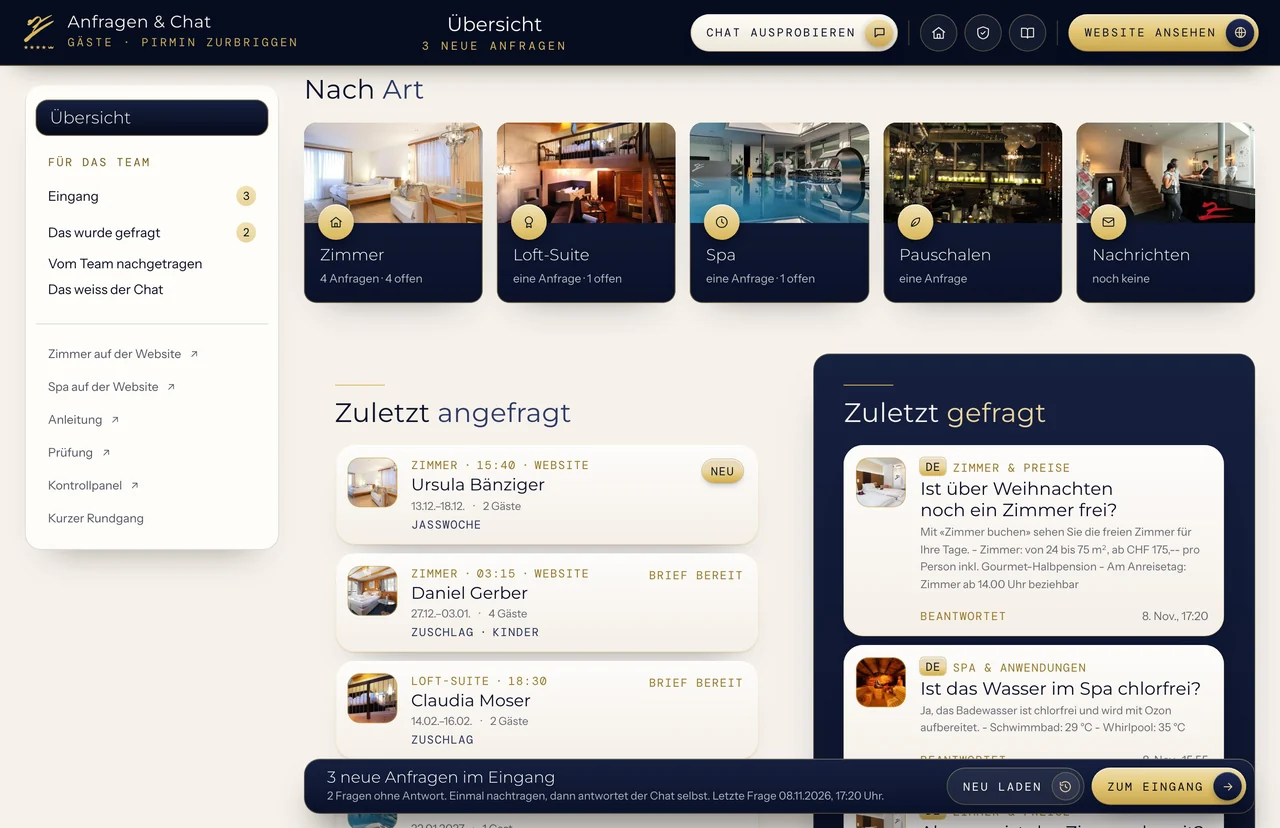 Anfragen & Chat
GÄSTE · PIRMIN ZURBRIGGEN
Übersicht
3 NEUE ANFRAGEN
CHAT AUSPROBIEREN
WEBSITE ANSEHEN
Übersicht
FÜR DAS TEAM
Eingang 3
Das wurde gefragt 2
Vom Team nachgetragen
Das weiss der Chat
Zimmer auf der Website ↗
Spa auf der Website ↗
Anleitung ↗
Prüfung ↗
Kontrollpanel ↗
Kurzer Rundgang
Nach Art
Zimmer
4 Anfragen · 4 offen
Loft-Suite
eine Anfrage · 1 offen
Spa
eine Anfrage · 1 offen
Pauschalen
eine Anfrage
Nachrichten
noch keine
Zuletzt angefragt
ZIMMER · 15:40 · WEBSITE
NEU
Ursula Bänziger
13.12.–18.12. · 2 Gäste
JASSWOCHE
ZIMMER · 03:15 · WEBSITE
BRIEF BEREIT
Daniel Gerber
27.12.–03.01. · 4 Gäste
ZUSCHLAG · KINDER
LOFT-SUITE · 18:30
BRIEF BEREIT
Claudia Moser
14.02.–16.02. · 2 Gäste
ZUSCHLAG
Zuletzt gefragt
DE ZIMMER & PREISE
Ist über Weihnachten
noch ein Zimmer frei?
Mit «Zimmer buchen» sehen Sie die freien Zimmer für
Ihre Tage. - Zimmer: von 24 bis 75 m², ab CHF 175,-- pro
Person inkl. Gourmet-Halbpension - Am Anreisetag:
Zimmer ab 14.00 Uhr beziehbar
BEANTWORTET 8. Nov., 17:20
DE SPA & ANWENDUNGEN
Ist das Wasser im Spa chlorfrei?
Ja, das Badewasser ist chlorfrei und wird mit Ozon
aufbereitet. - Schwimmbad: 29 °C - Whirlpool: 35 °C
3 neue Anfragen im Eingang
2 Fragen ohne Antwort. Einmal nachtragen, dann antwortet der Chat selbst. Letzte Frage 08.11.2026, 17:20 Uhr.
NEU LADEN
ZUM EINGANG